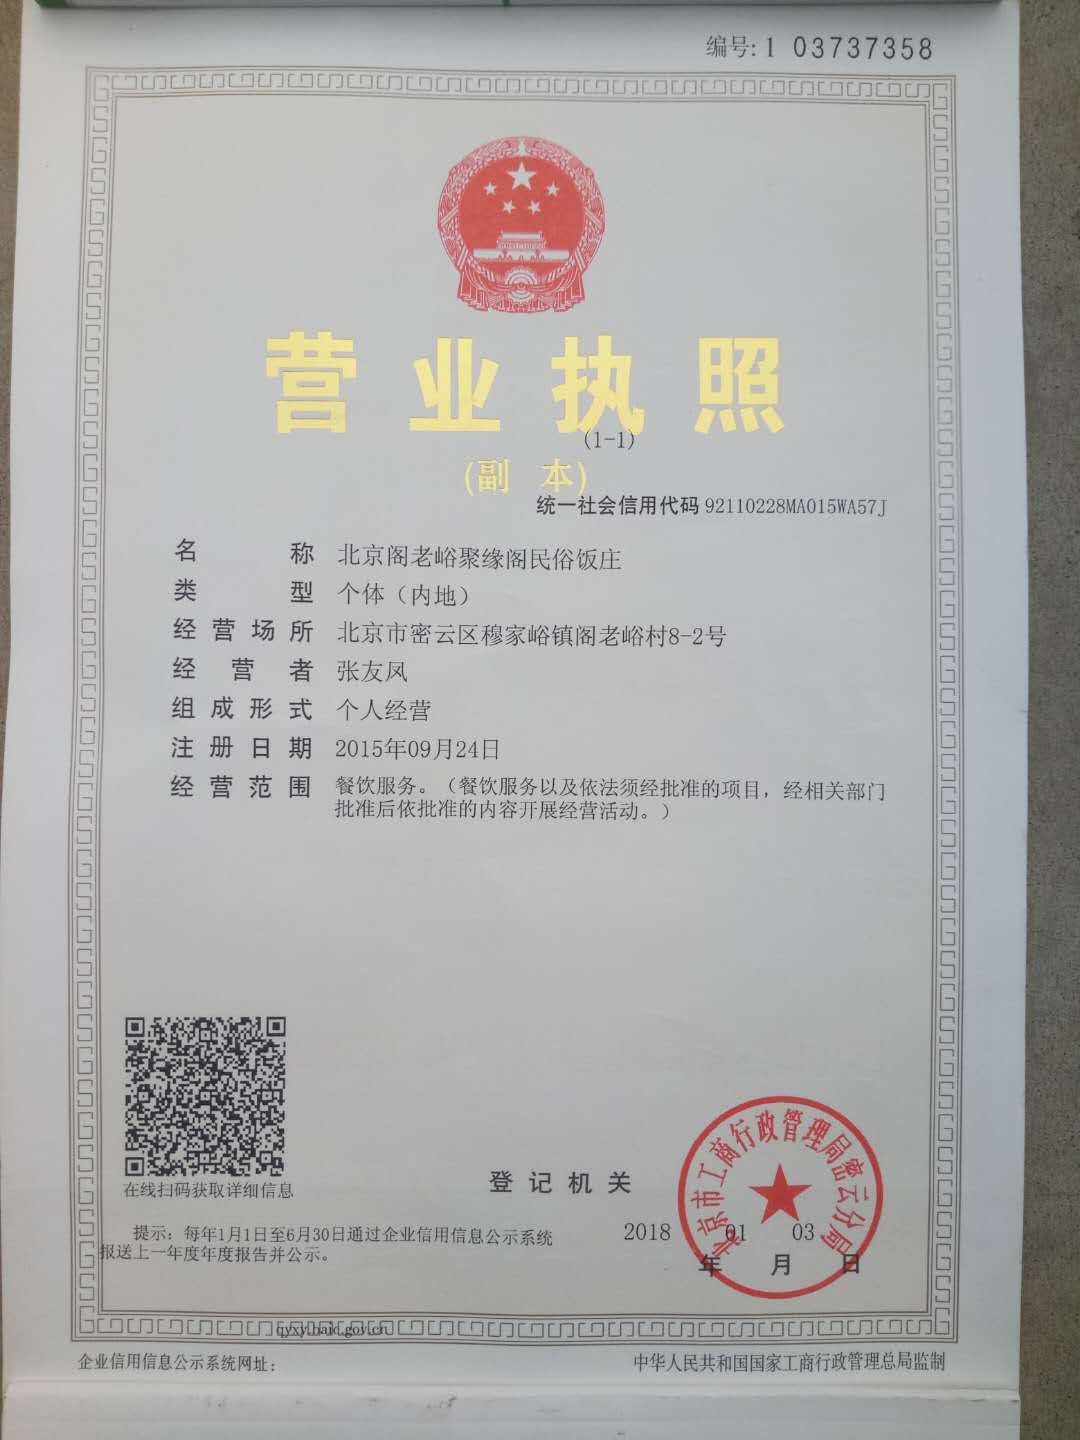 编号: 1 03737358
营业执照
(1-1)
(副 本)
统一社会信用代码 92110228MA015WA57J
名称 北京阁老峪聚缘阁民俗饭庄
类型 个体（内地）
经营场所 北京市密云区穆家峪镇阁老峪村8-2号
经营者 张友凤
组成形式 个人经营
注册日期 2015年09月24日
经营范围 餐饮服务。（餐饮服务以及依法须经批准的项目，经相关部门
批准后依批准的内容开展经营活动。）
在线扫码获取详细信息
登记机关
北京市工商行政管理局密云分局
提示：每年1月1日至6月30日通过企业信用信息公示系统
报送上一年度年度报告并公示。
2018 01 03
年 月 日
qyxy.baic.gov.cn
企业信用信息公示系统网址：
中华人民共和国国家工商行政管理总局监制